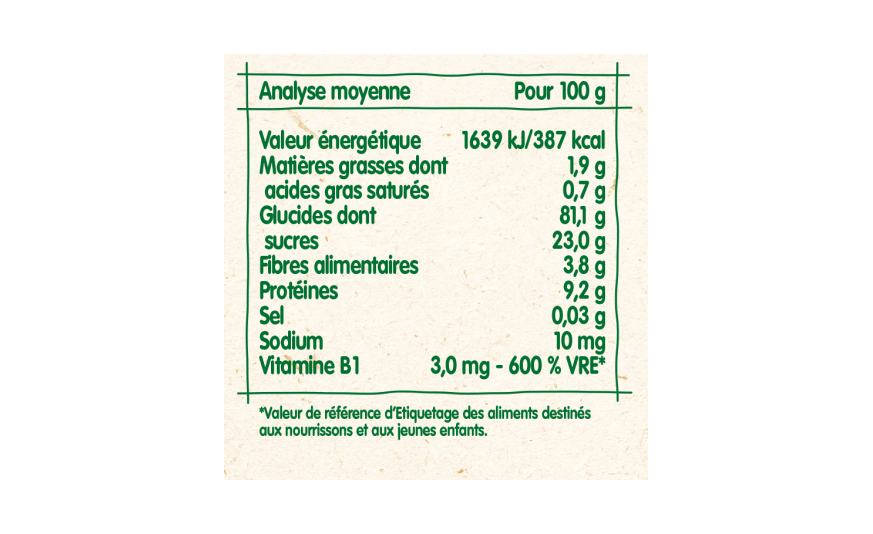 Analyse moyenne Pour 100 g
Valeur énergétique 1639 kJ/387 kcal
Matières grasses dont 1,9 g
acides gras saturés 0,7 g
Glucides dont 81,1 g
sucres 23,0 g
Fibres alimentaires 3,8 g
Protéines 9,2 g
Sel 0,03 g
Sodium 10 mg
Vitamine B1 3,0 mg - 600 % VRE*
*Valeur de référence d'Etiquetage des aliments destinés
aux nourrissons et aux jeunes enfants.